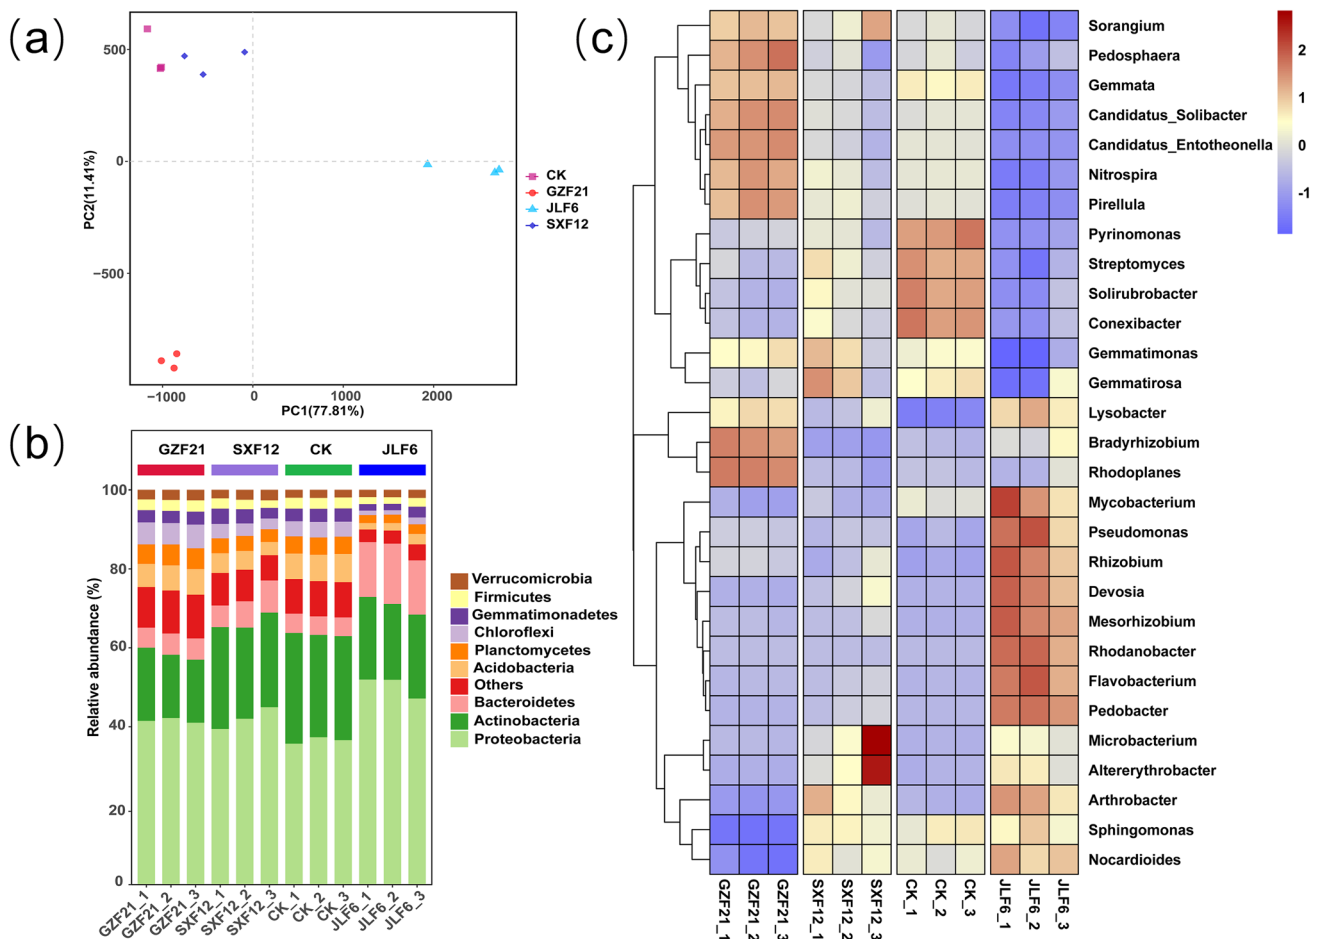 (a)
500
0
−500
PC2(11.41%)
−1000
0
1000
2000
PC1(77.81%)
CK
GZF21
JLF6
SXF12
(b)
GZF21
SXF12
CK
JLF6
100
80
60
40
20
0
Relative abundance (%)
GZF21_1
GZF21_2
GZF21_3
SXF12_1
SXF12_2
SXF12_3
CK_1
CK_2
CK_3
JLF6_1
JLF6_2
JLF6_3
Verrucomicrobia
Firmicutes
Gemmatimonadetes
Chloroflexi
Planctomycetes
Acidobacteria
Others
Bacteroidetes
Actinobacteria
Proteobacteria
(c)
Sorangium
Pedosphaera
Gemmata
Candidatus_Solibacter
Candidatus_Entotheonella
Nitrospira
Pirellula
Pyrinomonas
Streptomyces
Solirubrobacter
Conexibacter
Gemmatimonas
Gemmatirosa
Lysobacter
Bradyrhizobium
Rhodoplanes
Mycobacterium
Pseudomonas
Rhizobium
Devosia
Mesorhizobium
Rhodanobacter
Flavobacterium
Pedobacter
Microbacterium
Altererythrobacter
Arthrobacter
Sphingomonas
Nocardioides
GZF21_1
GZF21_2
GZF21_3
SXF12_1
SXF12_2
SXF12_3
CK_1
CK_2
CK_3
JLF6_1
JLF6_2
JLF6_3
2
1
0
-1